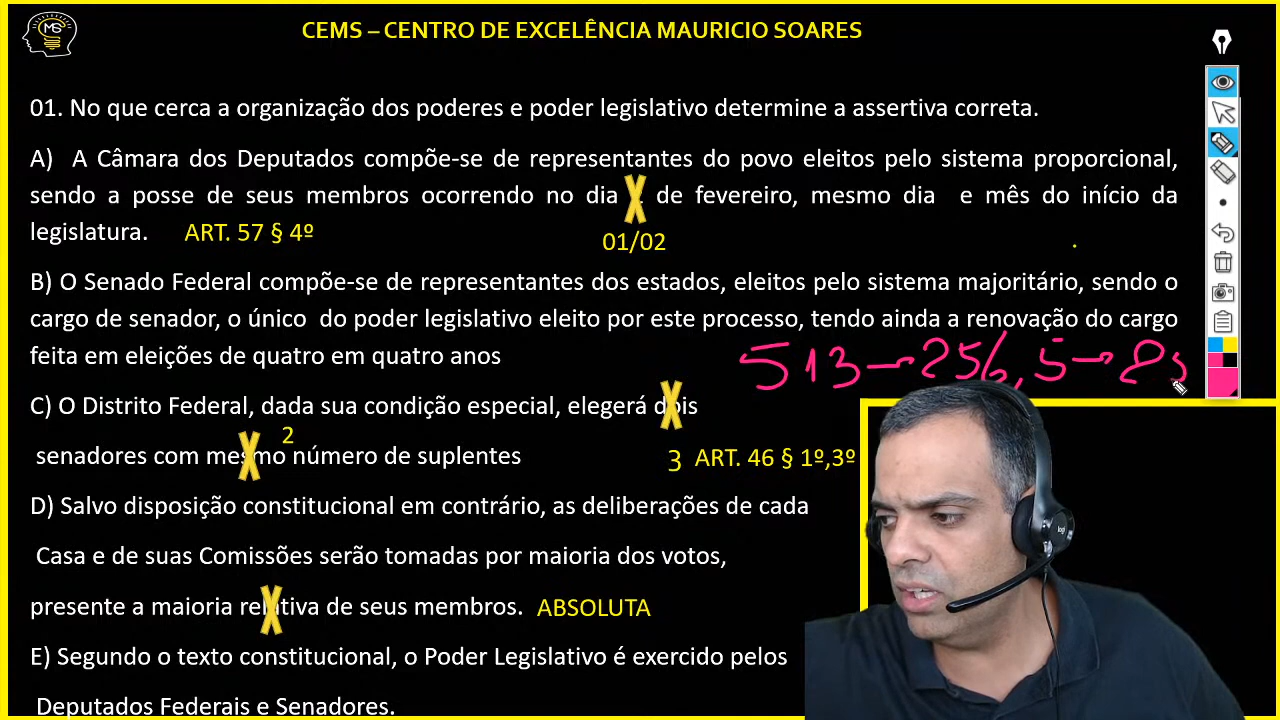 MS
CEMS – CENTRO DE EXCELÊNCIA MAURICIO SOARES
01. No que cerca a organização dos poderes e poder legislativo determine a assertiva correta.
A) A Câmara dos Deputados compõe-se de representantes do povo eleitos pelo sistema proporcional,
sendo a posse de seus membros ocorrendo no dia de fevereiro, mesmo dia e mês do início da
legislatura. ART. 57 § 4º 01/02
B) O Senado Federal compõe-se de representantes dos estados, eleitos pelo sistema majoritário, sendo o
cargo de senador, o único do poder legislativo eleito por este processo, tendo ainda a renovação do cargo
feita em eleições de quatro em quatro anos
513 → 256,5 →
C) O Distrito Federal, dada sua condição especial, elegerá dois
2
senadores com mesmo número de suplentes 3 ART. 46 § 1º,3º
D) Salvo disposição constitucional em contrário, as deliberações de cada
Casa e de suas Comissões serão tomadas por maioria dos votos,
presente a maioria relativa de seus membros. ABSOLUTA
E) Segundo o texto constitucional, o Poder Legislativo é exercido pelos
Deputados Federais e Senadores.